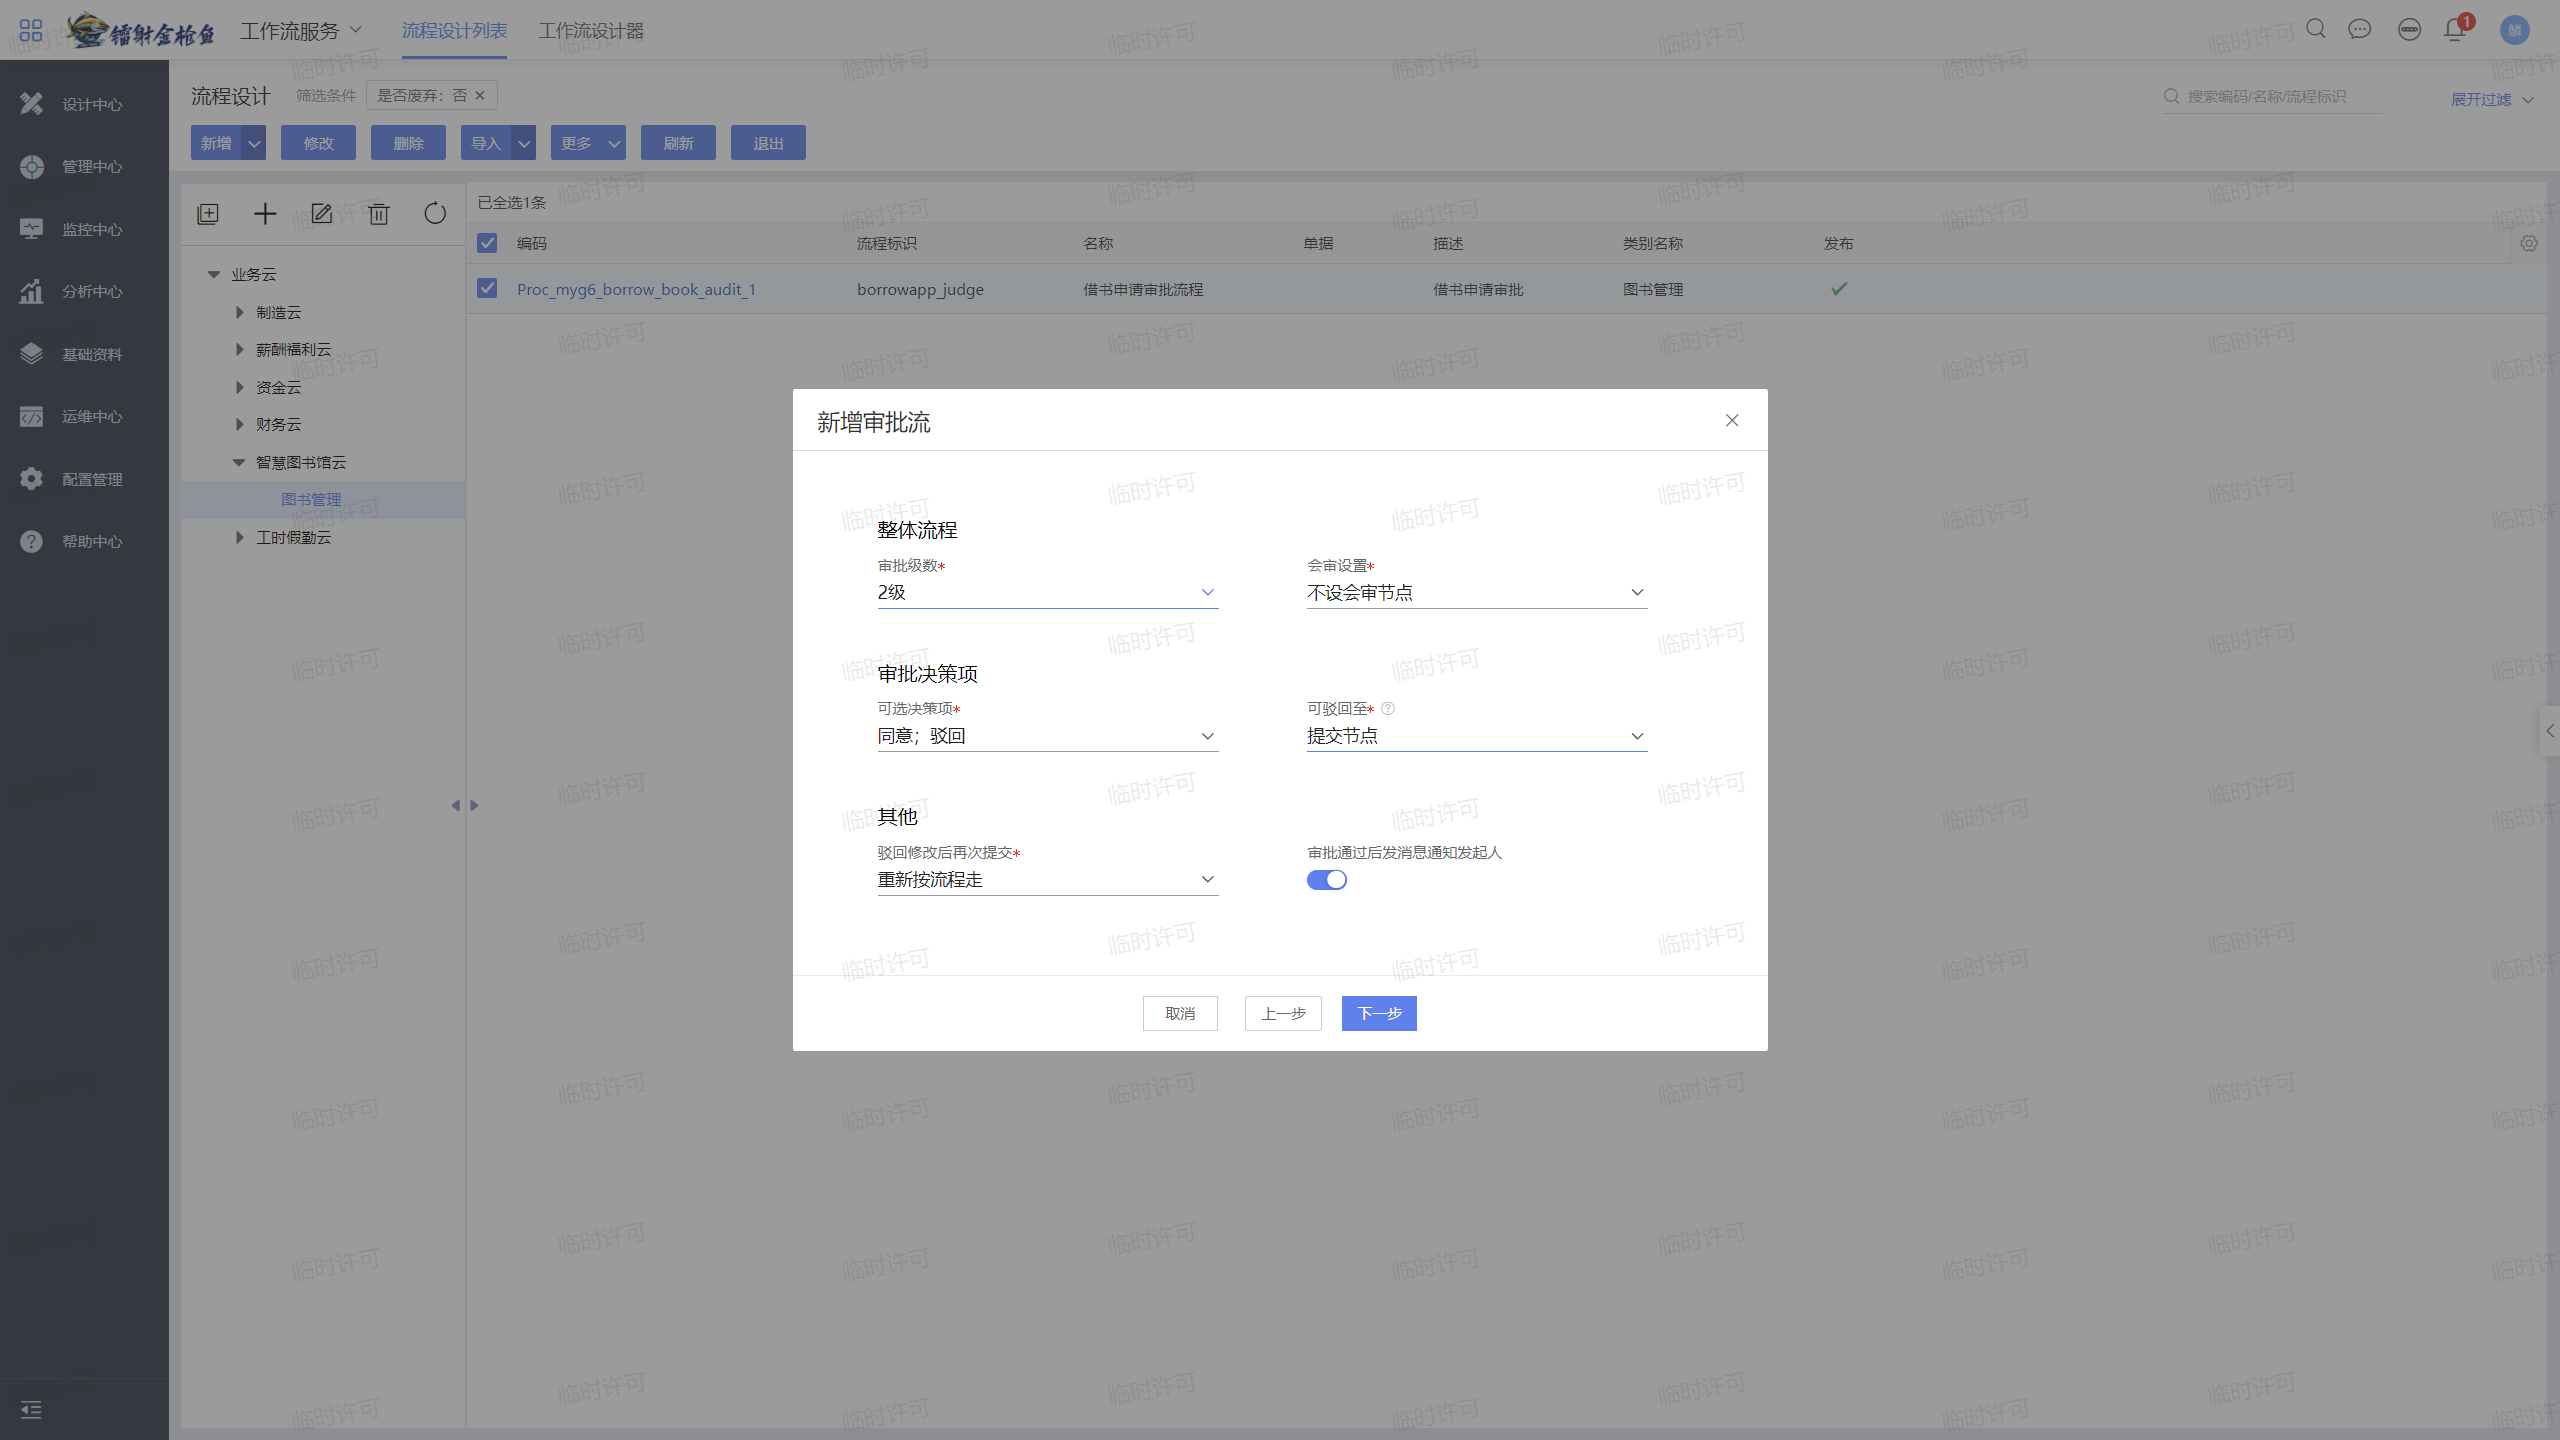 镭射金枪鱼
工作流服务
流程设计列表
工作流设计器
1
麟
设计中心
管理中心
监控中心
分析中心
基础资料
运维中心
配置管理
帮助中心
流程设计
筛选条件
是否废弃：否 ×
搜索编码/名称/流程标识
展开过滤
新增
修改
删除
导入
更多
刷新
退出
业务云
制造云
薪酬福利云
资金云
财务云
智慧图书馆云
图书管理
工时假勤云
已全选1条
编码 流程标识 名称 单据 描述 类别名称 发布
Proc_myg6_borrow_book_audit_1 borrowapp_judge 借书申请审批流程 借书申请审批 图书管理
新增审批流
整体流程
审批级数* 会审设置*
2级 不设会审节点
审批决策项
可选决策项* 可驳回至*
同意；驳回 提交节点
其他
驳回修改后再次提交* 审批通过后发消息通知发起人
重新按流程走
取消 上一步 下一步
临时许可